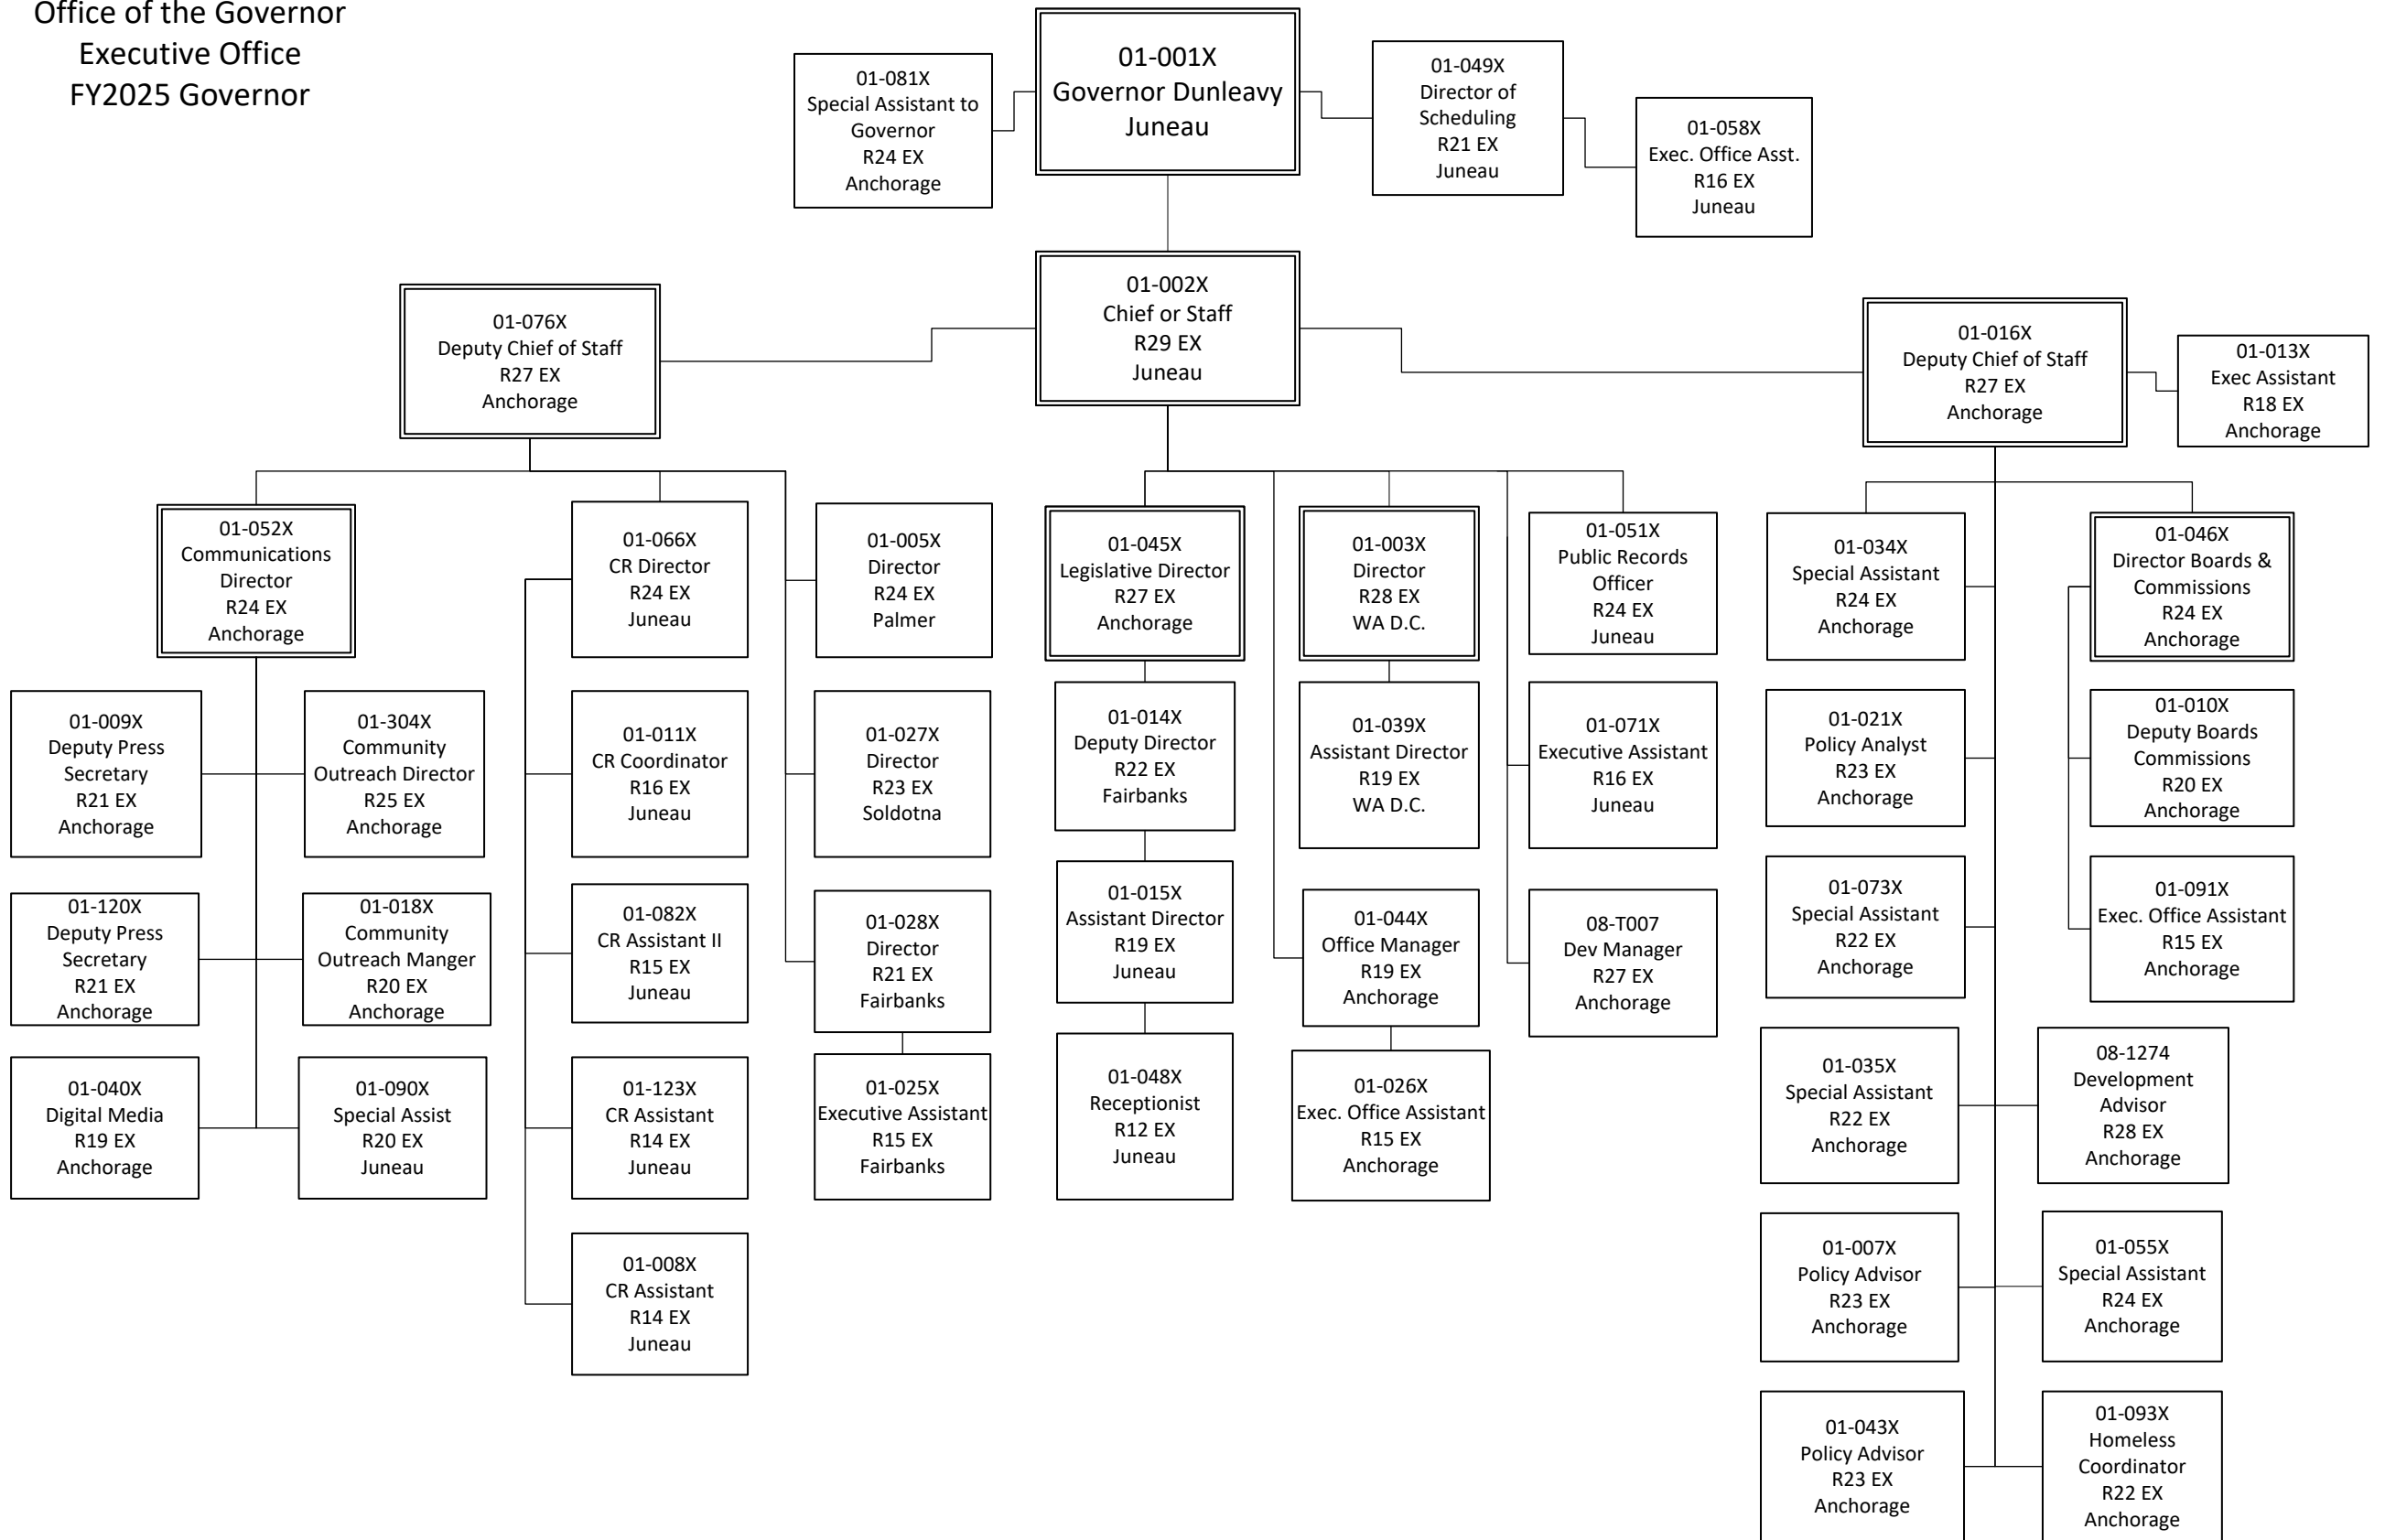 Office of the Governor
Executive Office
FY2025 Governor
01-001X
Governor Dunleavy
Juneau
01-081X
Special Assistant to
Governor
R24 EX
Anchorage
01-049X
Director of
Scheduling
R21 EX
Juneau
01-058X
Exec. Office Asst.
R16 EX
Juneau
01-002X
Chief or Staff
R29 EX
Juneau
01-076X
Deputy Chief of Staff
R27 EX
Anchorage
01-016X
Deputy Chief of Staff
R27 EX
Anchorage
01-013X
Exec Assistant
R18 EX
Anchorage
01-052X
Communications
Director
R24 EX
Anchorage
01-066X
CR Director
R24 EX
Juneau
01-005X
Director
R24 EX
Palmer
01-045X
Legislative Director
R27 EX
Anchorage
01-003X
Director
R28 EX
WA D.C.
01-051X
Public Records
Officer
R24 EX
Juneau
01-034X
Special Assistant
R24 EX
Anchorage
01-046X
Director Boards &
Commissions
R24 EX
Anchorage
01-009X
Deputy Press
Secretary
R21 EX
Anchorage
01-304X
Community
Outreach Director
R25 EX
Anchorage
01-011X
CR Coordinator
R16 EX
Juneau
01-027X
Director
R23 EX
Soldotna
01-014X
Deputy Director
R22 EX
Fairbanks
01-039X
Assistant Director
R19 EX
WA D.C.
01-071X
Executive Assistant
R16 EX
Juneau
01-021X
Policy Analyst
R23 EX
Anchorage
01-010X
Deputy Boards
Commissions
R20 EX
Anchorage
01-120X
Deputy Press
Secretary
R21 EX
Anchorage
01-018X
Community
Outreach Manger
R20 EX
Anchorage
01-082X
CR Assistant II
R15 EX
Juneau
01-028X
Director
R21 EX
Fairbanks
01-015X
Assistant Director
R19 EX
Juneau
01-044X
Office Manager
R19 EX
Anchorage
08-T007
Dev Manager
R27 EX
Anchorage
01-073X
Special Assistant
R22 EX
Anchorage
01-091X
Exec. Office Assistant
R15 EX
Anchorage
01-040X
Digital Media
R19 EX
Anchorage
01-090X
Special Assist
R20 EX
Juneau
01-123X
CR Assistant
R14 EX
Juneau
01-025X
Executive Assistant
R15 EX
Fairbanks
01-048X
Receptionist
R12 EX
Juneau
01-026X
Exec. Office Assistant
R15 EX
Anchorage
01-035X
Special Assistant
R22 EX
Anchorage
08-1274
Development
Advisor
R28 EX
Anchorage
01-008X
CR Assistant
R14 EX
Juneau
01-007X
Policy Advisor
R23 EX
Anchorage
01-055X
Special Assistant
R24 EX
Anchorage
01-043X
Policy Advisor
R23 EX
Anchorage
01-093X
Homeless
Coordinator
R22 EX
Anchorage